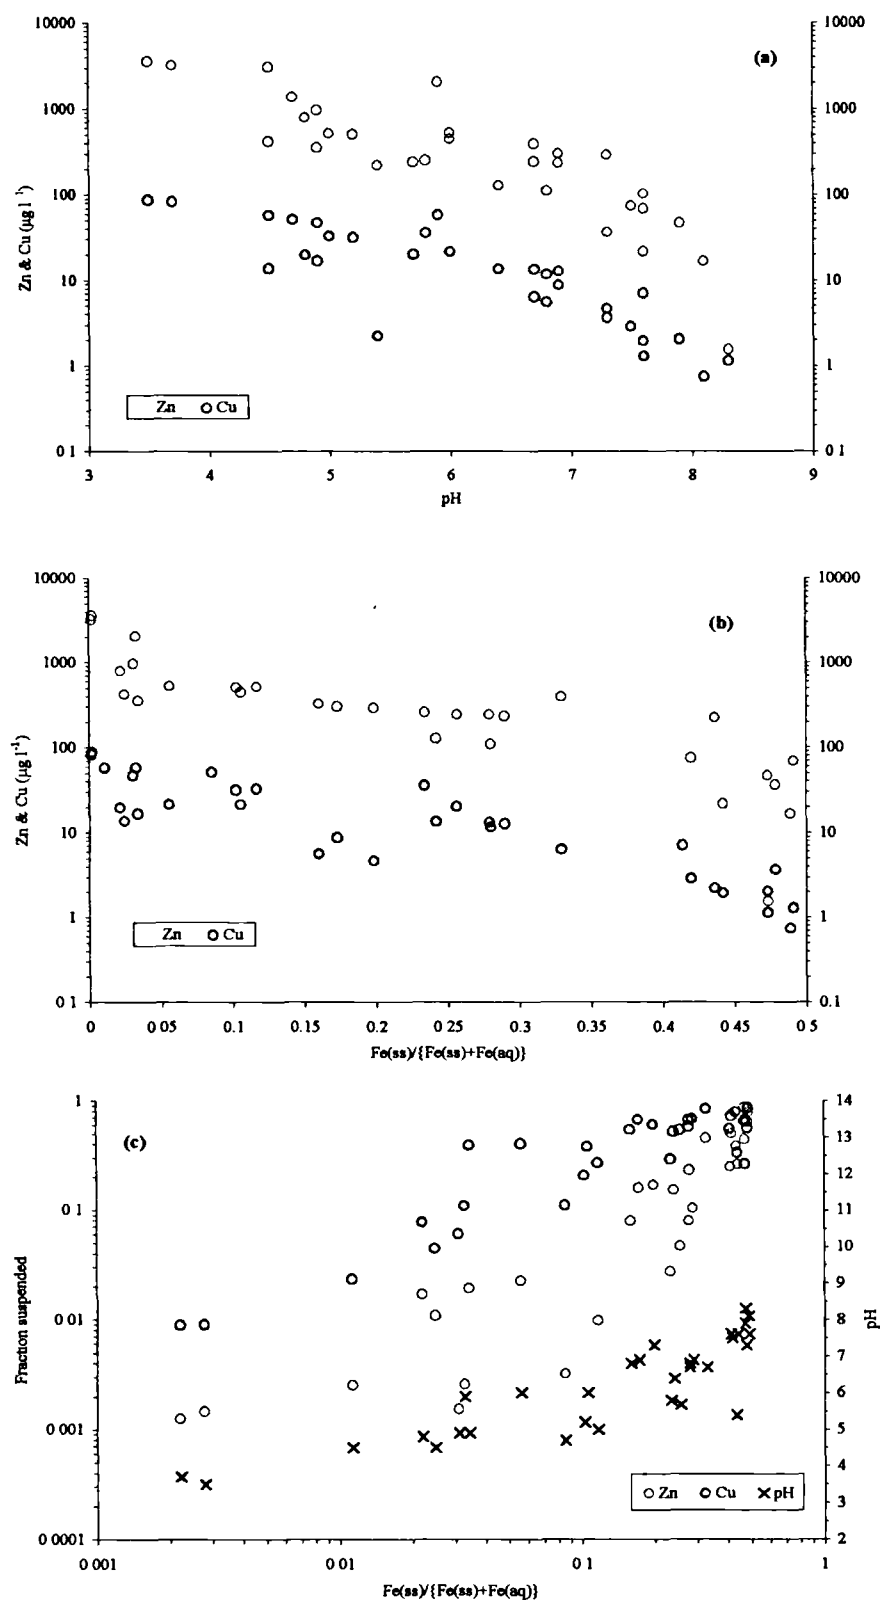 10000
1000
100
10
1
0 1
Zn & Cu (µg l⁻¹)
(a)
10000
1000
100
10
1
0 1
Zn Cu
3 4 5 6 7 8 9
pH
10000
1000
100
10
1
0.1
Zn & Cu (µg l⁻¹)
(b)
10000
1000
100
10
1
0.1
Zn Cu
0 0 05 0.1 0.15 0.2 0.25 0.3 0.35 0.4 0 45 0 5
Fe(ss)/{Fe(ss)+Fe(aq)}
1
0 1
0 01
0 001
0 0001
Fraction suspended
(c)
14
13
12
11
10
9
8
7
6
5
4
3
2
pH
Zn Cu pH
0 001 0 01 0 1 1
Fe(ss)/{Fe(ss)+Fe(aq)}